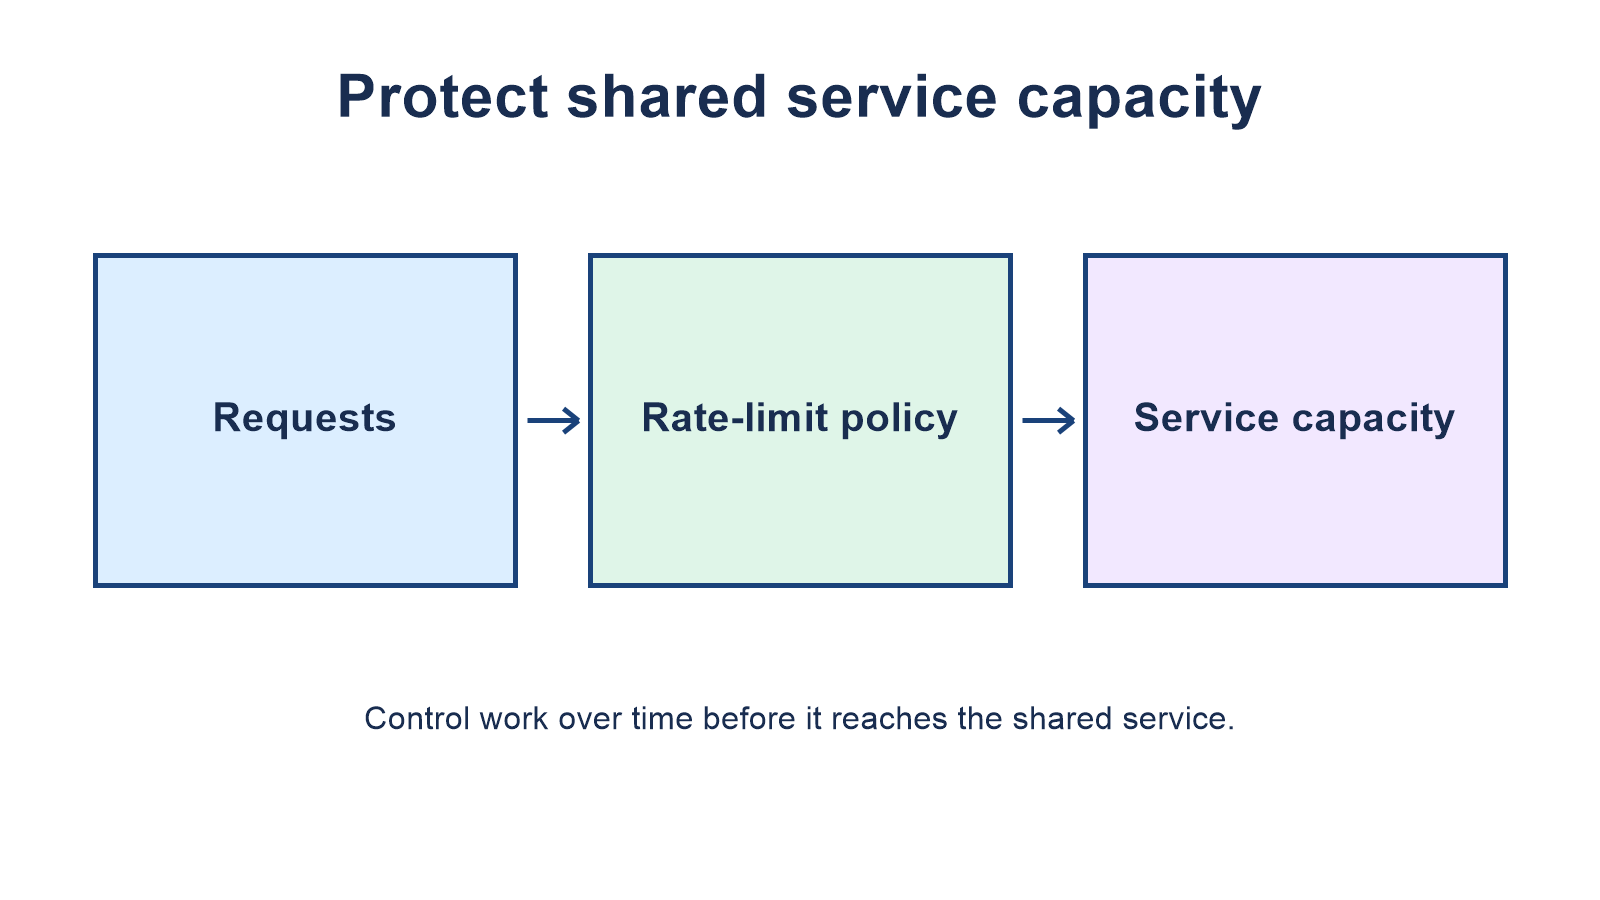 Protect shared service capacity
Requests
Rate-limit policy
Service capacity
Control work over time before it reaches the shared service.